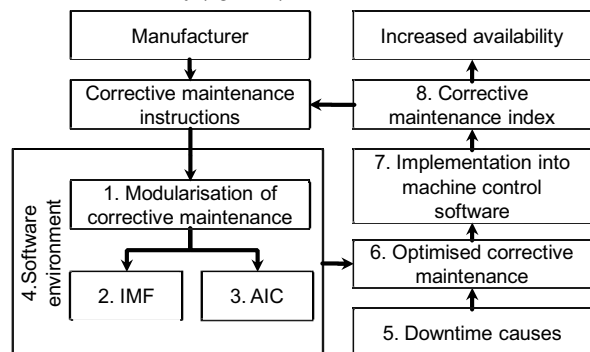 Manufacturer
Increased availability
Corrective maintenance
instructions
8. Corrective
maintenance index
4.Software
environment
1. Modularisation of
corrective maintenance
2. IMF
3. AIC
7. Implementation into
machine control
software
6. Optimised corrective
maintenance
5. Downtime causes